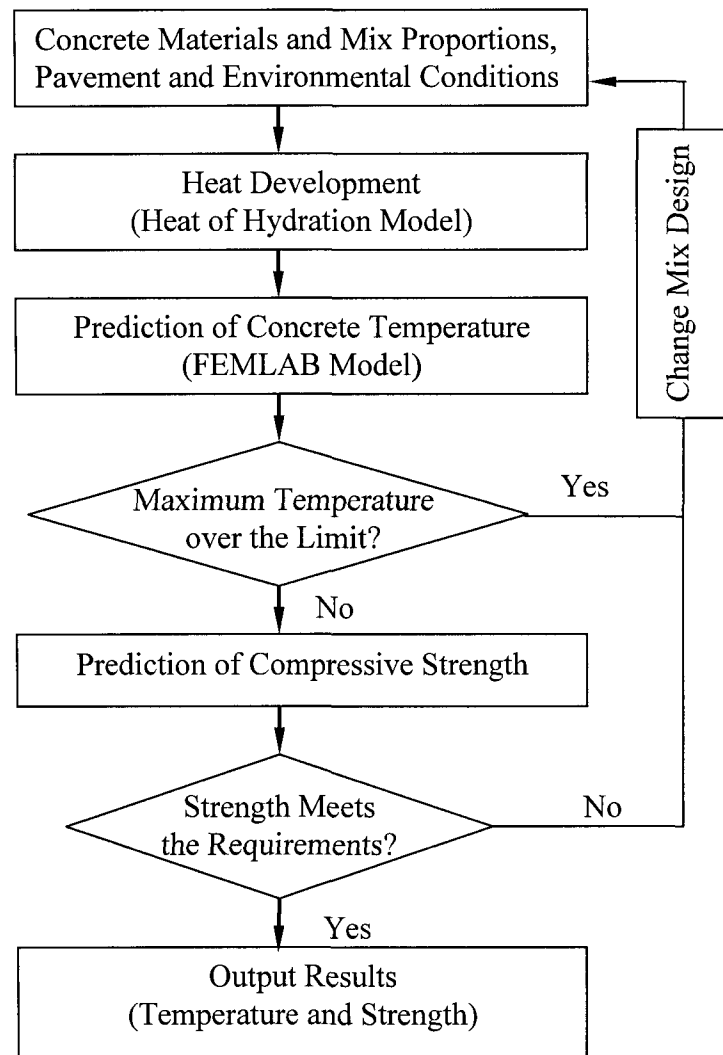 Concrete Materials and Mix Proportions,
Pavement and Environmental Conditions
Heat Development
(Heat of Hydration Model)
Change Mix Design
Prediction of Concrete Temperature
(FEMLAB Model)
Maximum Temperature
over the Limit?
Yes
No
Prediction of Compressive Strength
Strength Meets
the Requirements?
No
Yes
Output Results
(Temperature and Strength)